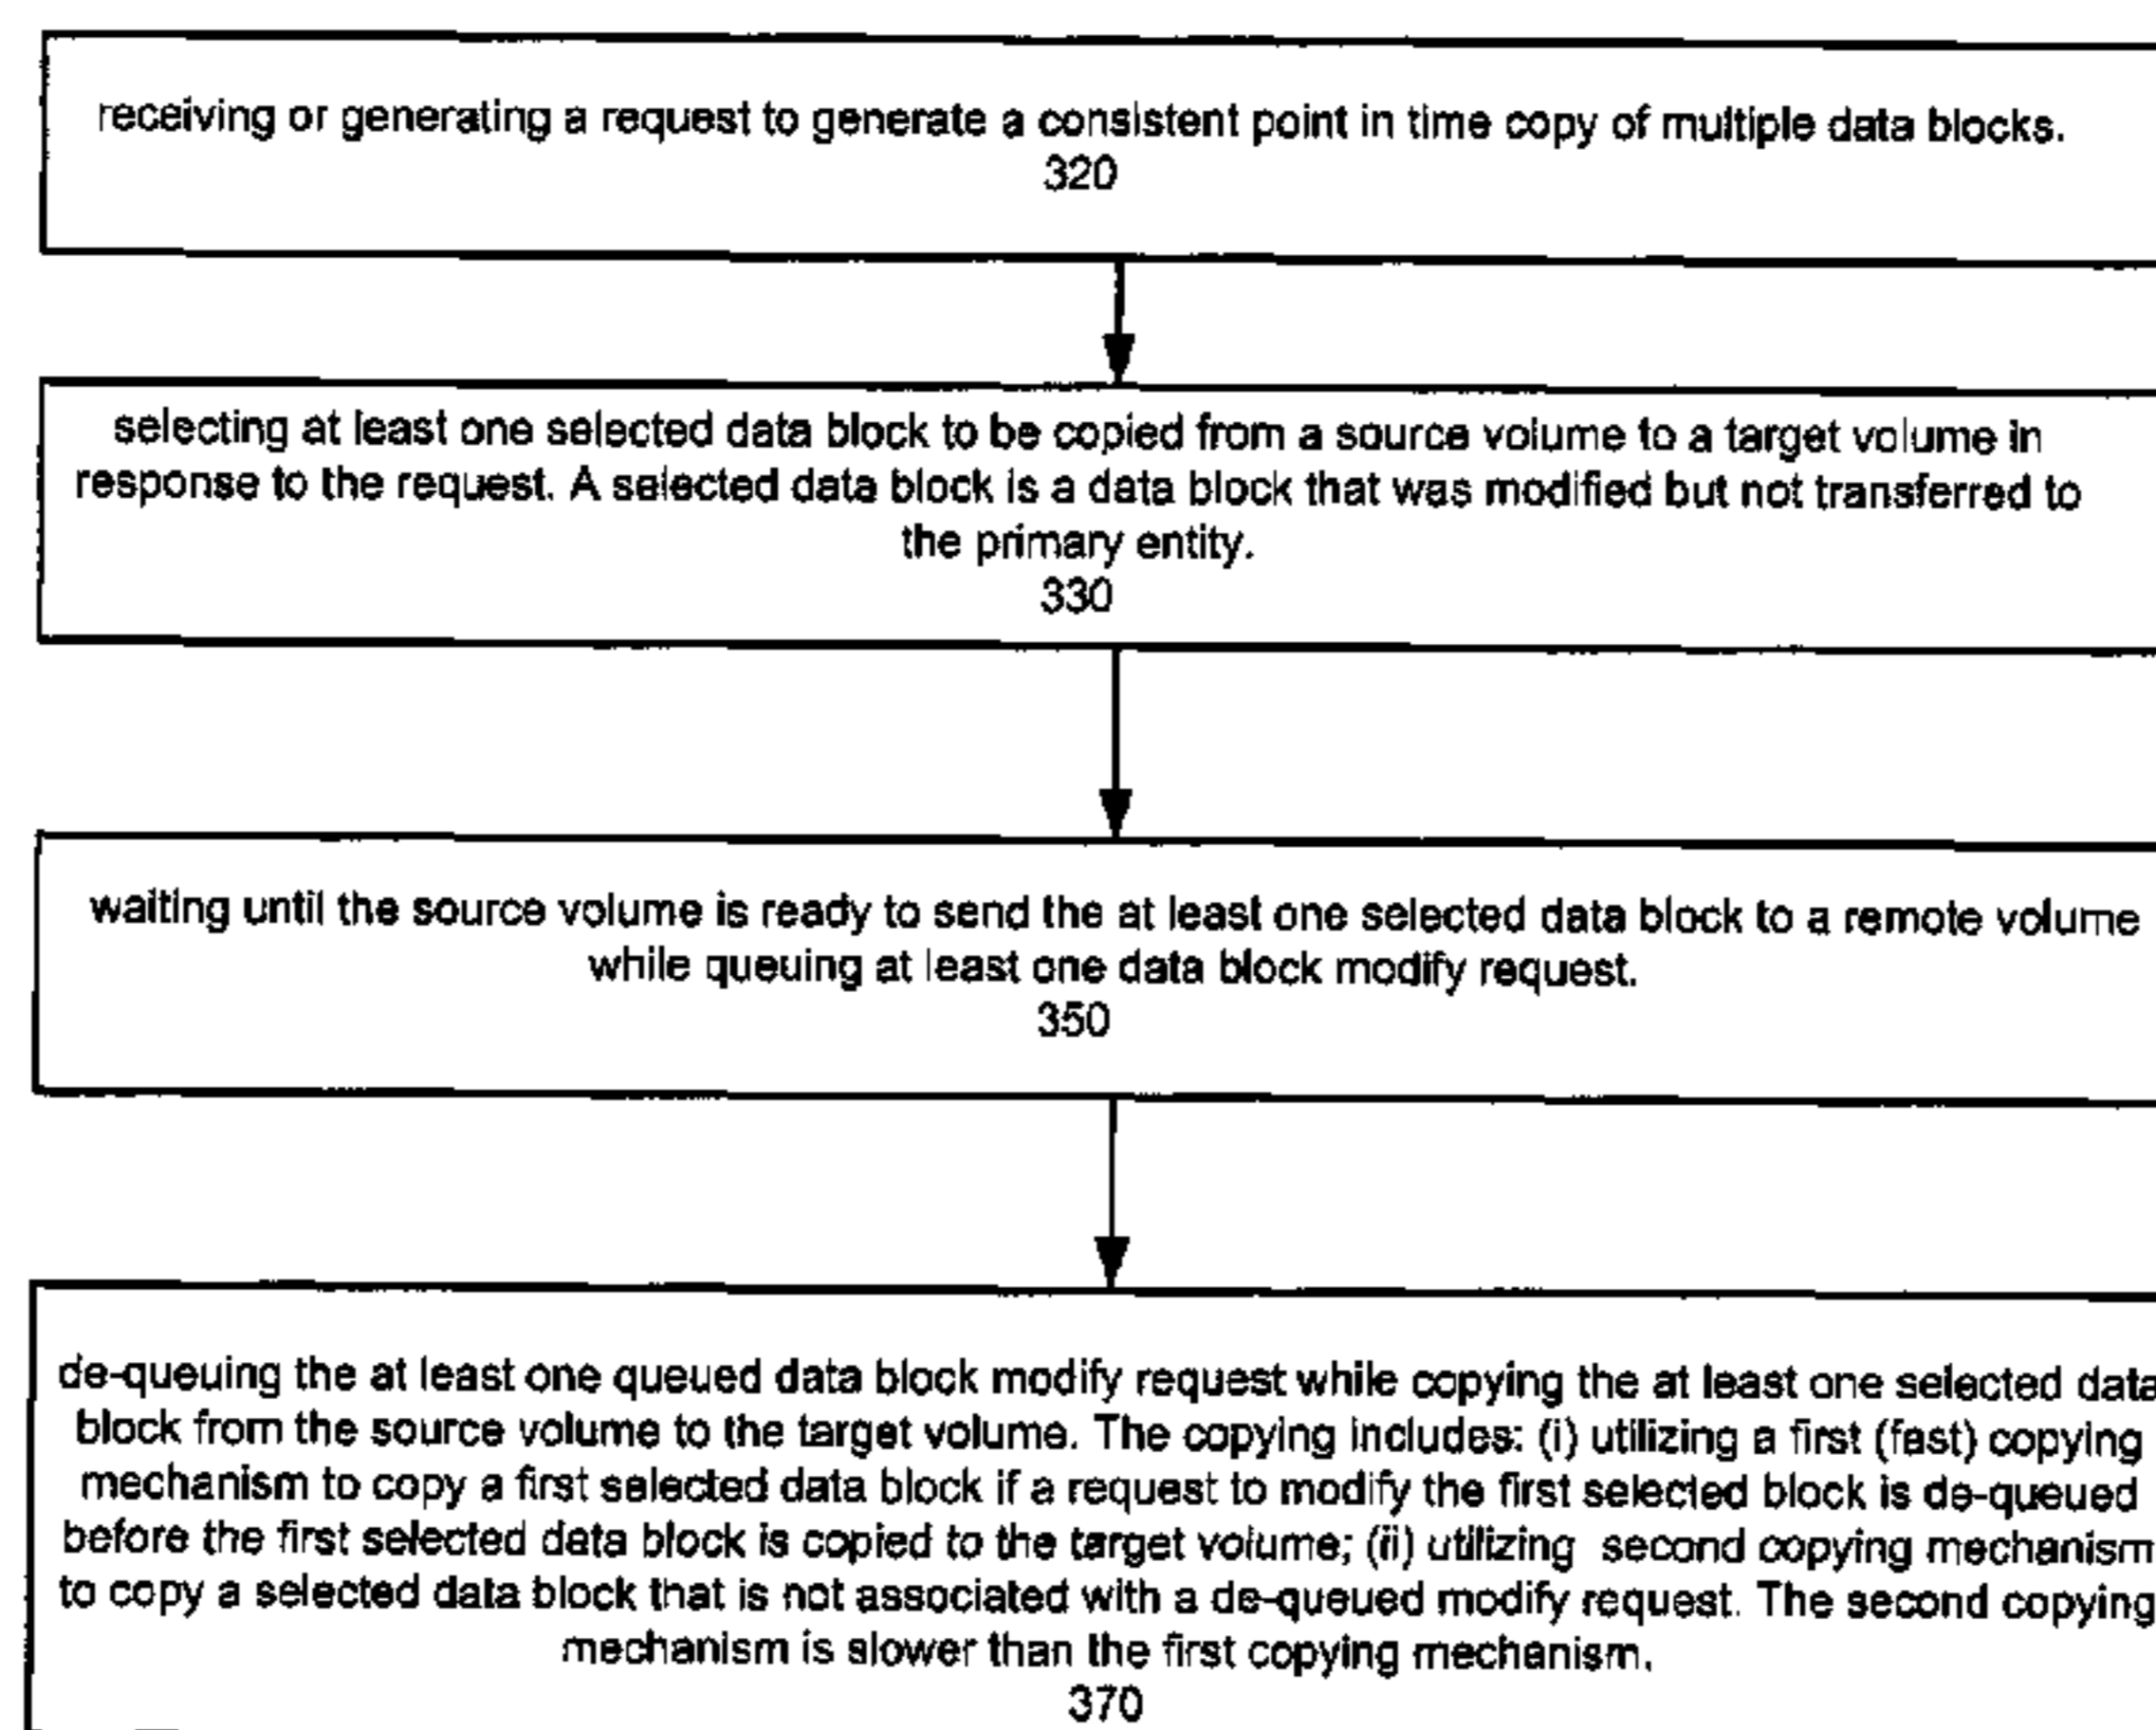 receiving or generating a request to generate a consistent point in time copy of multiple data blocks.
320
selecting at least one selected data block to be copied from a source volume to a target volume in
response to the request. A selected data block is a data block that was modified but not transferred to
the primary entity.
330
waiting until the source volume is ready to send the at least one selected data block to a remote volume
while queuing at least one data block modify request.
350
de-queuing the at least one queued data block modify request while copying the at least one selected data
block from the source volume to the target volume. The copying includes: (i) utilizing a first (fast) copying
mechanism to copy a first selected data block if a request to modify the first selected block is de-queued
before the first selected data block is copied to the target volume; (ii) utilizing second copying mechanism
to copy a selected data block that is not associated with a de-queued modify request. The second copying
mechanism is slower than the first copying mechanism.
370